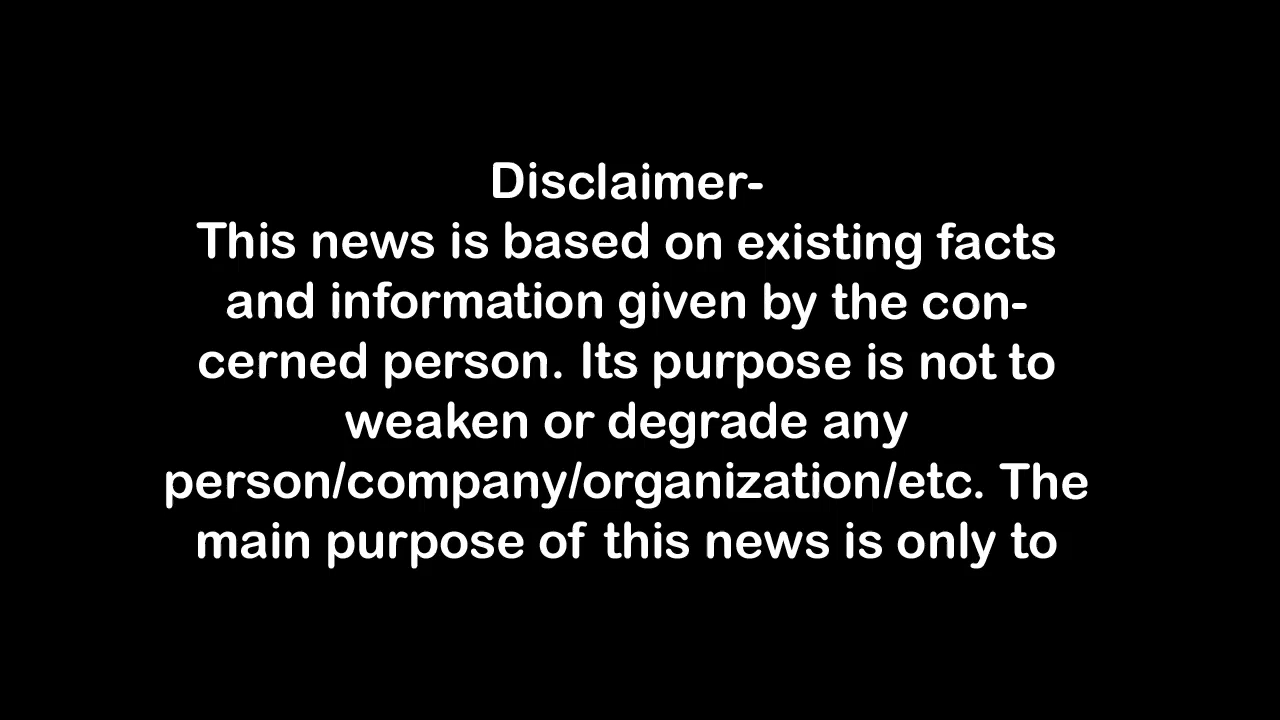 Disclaimer-
This news is based on existing facts
and information given by the con-
cerned person. Its purpose is not to
weaken or degrade any
person/company/organization/etc. The
main purpose of this news is only to